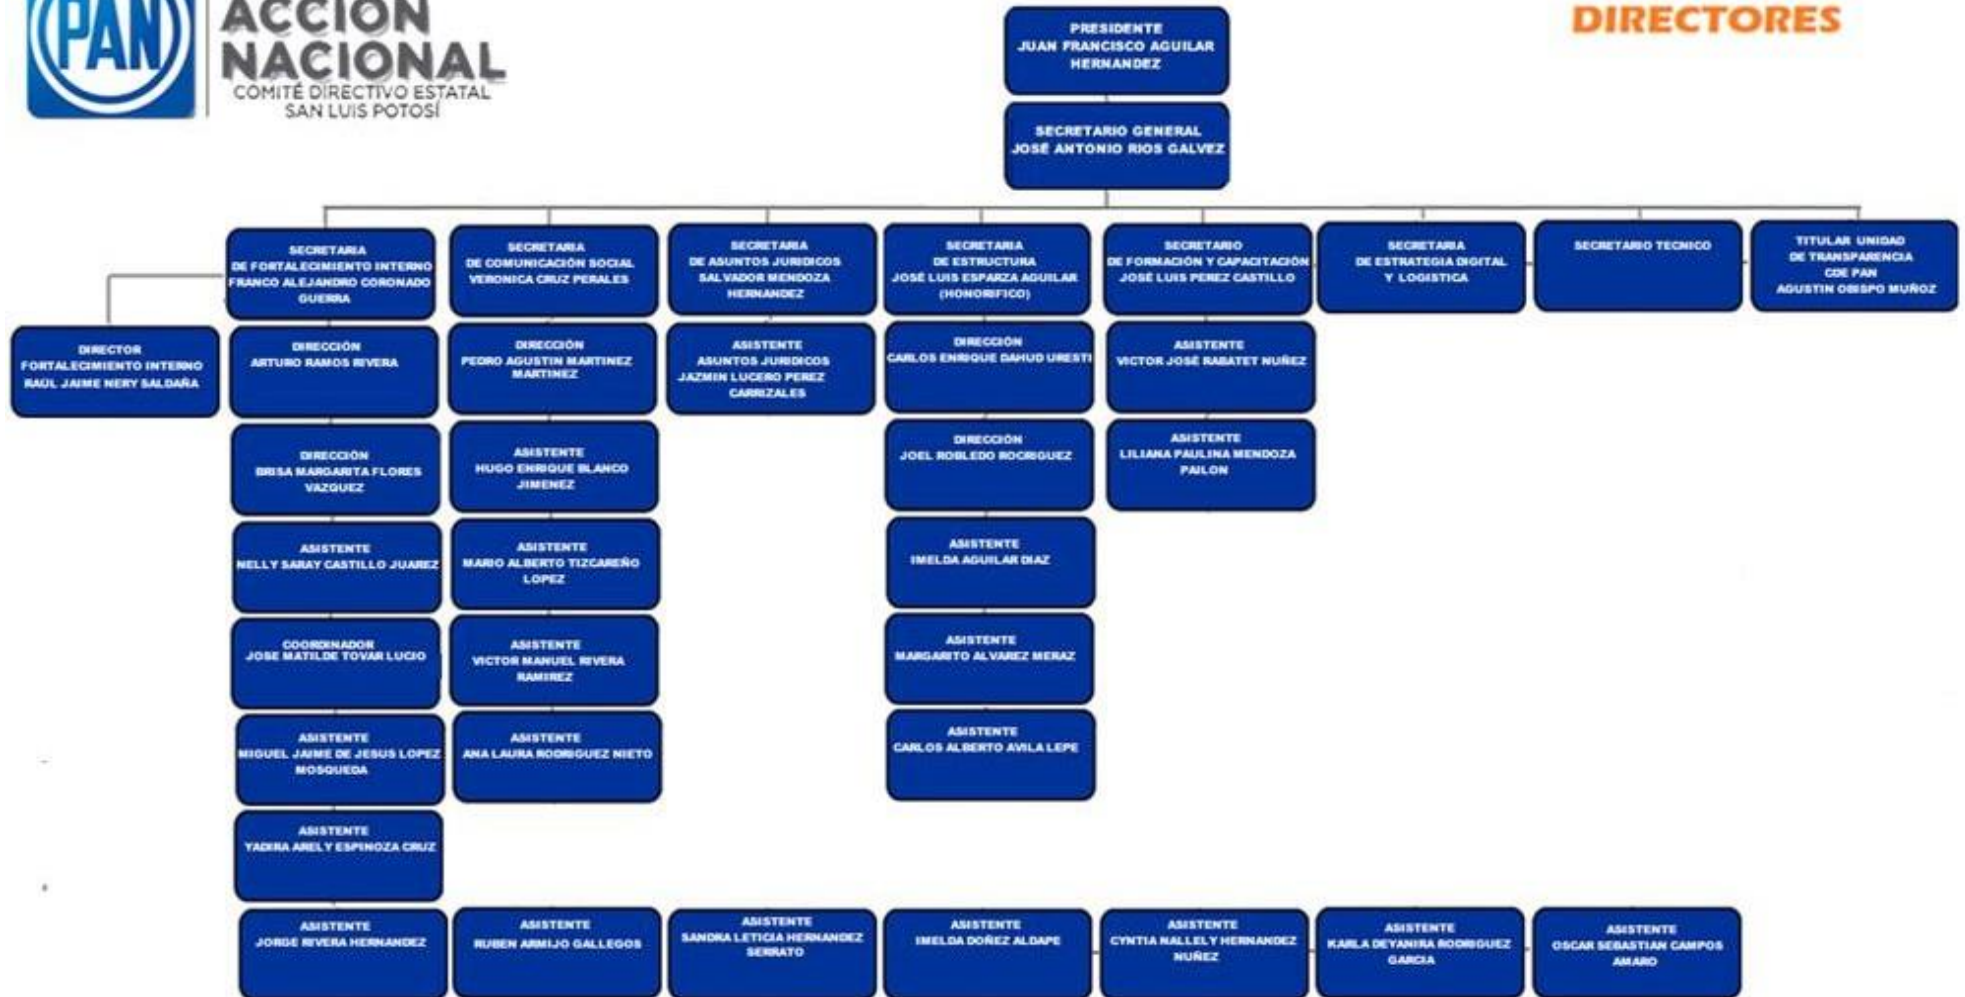 PAN
ACCIÓN
NACIONAL
COMITÉ DIRECTIVO ESTATAL
SAN LUIS POTOSÍ
DIRECTORES
PRESIDENTE
JUAN FRANCISCO AGUILAR
HERNANDEZ
SECRETARIO GENERAL
JOSÉ ANTONIO RIOS GALVEZ
SECRETARIA
DE FORTALECIMIENTO INTERNO
FRANCO ALEJANDRO CORONADO
GUERRA
SECRETARIA
DE COMUNICACIÓN SOCIAL
VERONICA CRUZ PERALES
SECRETARIA
DE ASUNTOS JURIDICOS
SALVADOR MENDOZA
HERNANDEZ
SECRETARIA
DE ESTRUCTURA
JOSÉ LUIS ESPARZA AGUILAR
(HONORIFICO)
SECRETARIO
DE FORMACIÓN Y CAPACITACIÓN
JOSÉ LUIS PEREZ CASTILLO
SECRETARIA
DE ESTRATEGIA DIGITAL
Y LOGISTICA
SECRETARIO TECNICO
TITULAR UNIDAD
DE TRANSPARENCIA
CDE PAN
AGUSTIN OBISPO MUÑOZ
DIRECTOR
FORTALECIMIENTO INTERNO
RAÚL JAIME NERY SALDAÑA
DIRECCIÓN
ARTURO RAMOS RIVERA
DIRECCIÓN
PEDRO AGUSTIN MARTINEZ
MARTINEZ
ASISTENTE
ASUNTOS JURIDICOS
JAZMIN LUCERO PEREZ
CARRIZALES
DIRECCIÓN
CARLOS ENRIQUE DAHUD URESTI
ASISTENTE
VICTOR JOSÉ RABATET NUÑEZ
DIRECCIÓN
BRISA MARGARITA FLORES
VAZQUEZ
ASISTENTE
HUGO ENRIQUE BLANCO
JIMENEZ
DIRECCIÓN
JOEL ROBLEDO ROCRIGUEZ
ASISTENTE
LILIANA PAULINA MENDOZA
PAILON
ASISTENTE
NELLY SARAY CASTILLO JUAREZ
ASISTENTE
MARIO ALBERTO TIZCAREÑO
LOPEZ
ASISTENTE
IMELDA AGUILAR DIAZ
COORDINADOR
JOSE MATILDE TOVAR LUCIO
ASISTENTE
VICTOR MANUEL RIVERA
RAMIREZ
ASISTENTE
MARGARITO ALVAREZ MERAZ
ASISTENTE
MIGUEL JAIME DE JESUS LOPEZ
MOSQUEDA
ASISTENTE
ANA LAURA RODRIGUEZ NIETO
ASISTENTE
CARLOS ALBERTO AVILA LEPE
ASISTENTE
YADIRA ARELY ESPINOZA CRUZ
ASISTENTE
JORGE RIVERA HERNANDEZ
ASISTENTE
RUBEN ARMIJO GALLEGOS
ASISTENTE
SANDRA LETICIA HERNANDEZ
SERRATO
ASISTENTE
IMELDA DOÑEZ ALDAPE
ASISTENTE
CYNTIA NALLELY HERNANDEZ
NUÑEZ
ASISTENTE
KARLA DEYANIRA RODRIGUEZ
GARCIA
ASISTENTE
OSCAR SEBASTIAN CAMPOS
AMARO